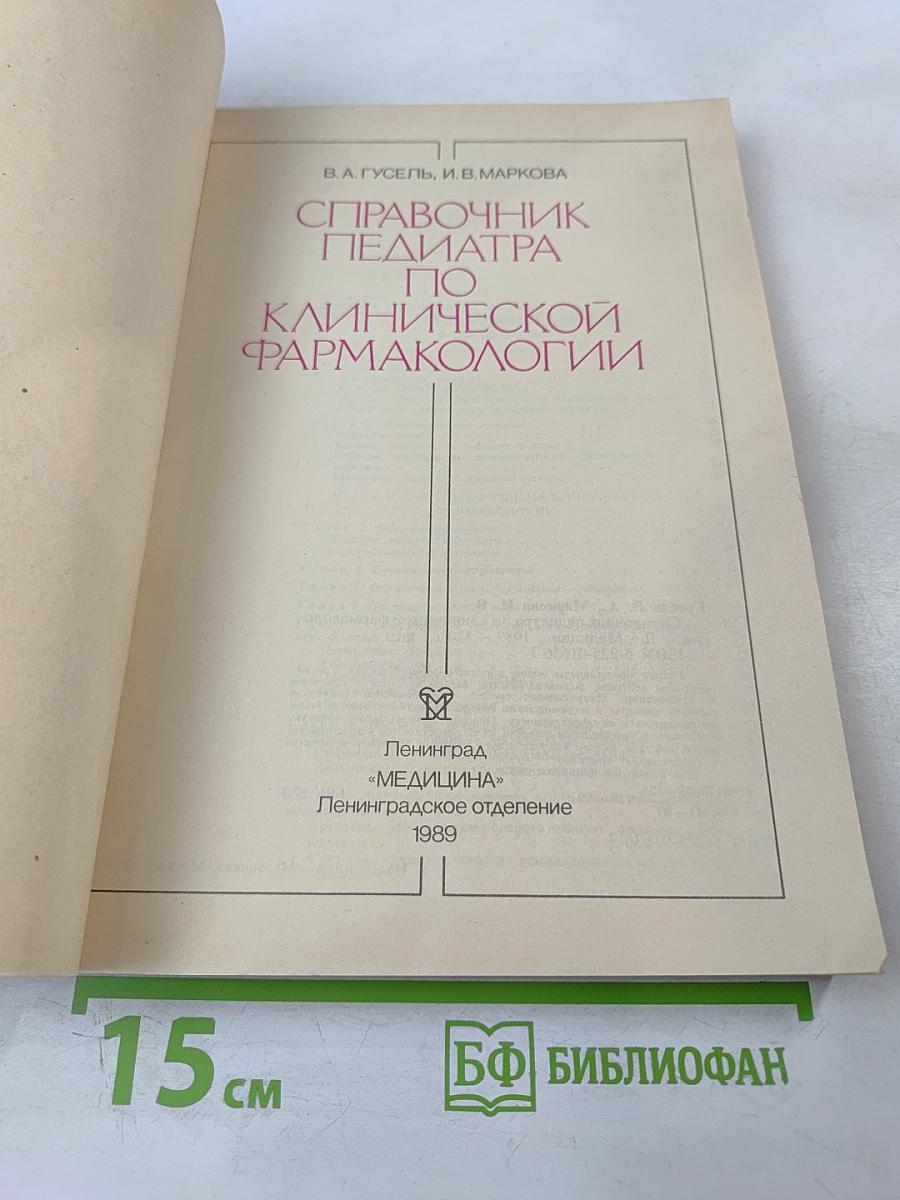 В. А. ГУСЕЛЬ, И. В. МАРКОВА
СПРАВОЧНИК
ПЕДИАТРА
ПО
КЛИНИЧЕСКОЙ
ФАРМАКОЛОГИИ
Ленинград
«МЕДИЦИНА»
Ленинградское отделение
1989
15 см
БФ БИБЛИОФАН